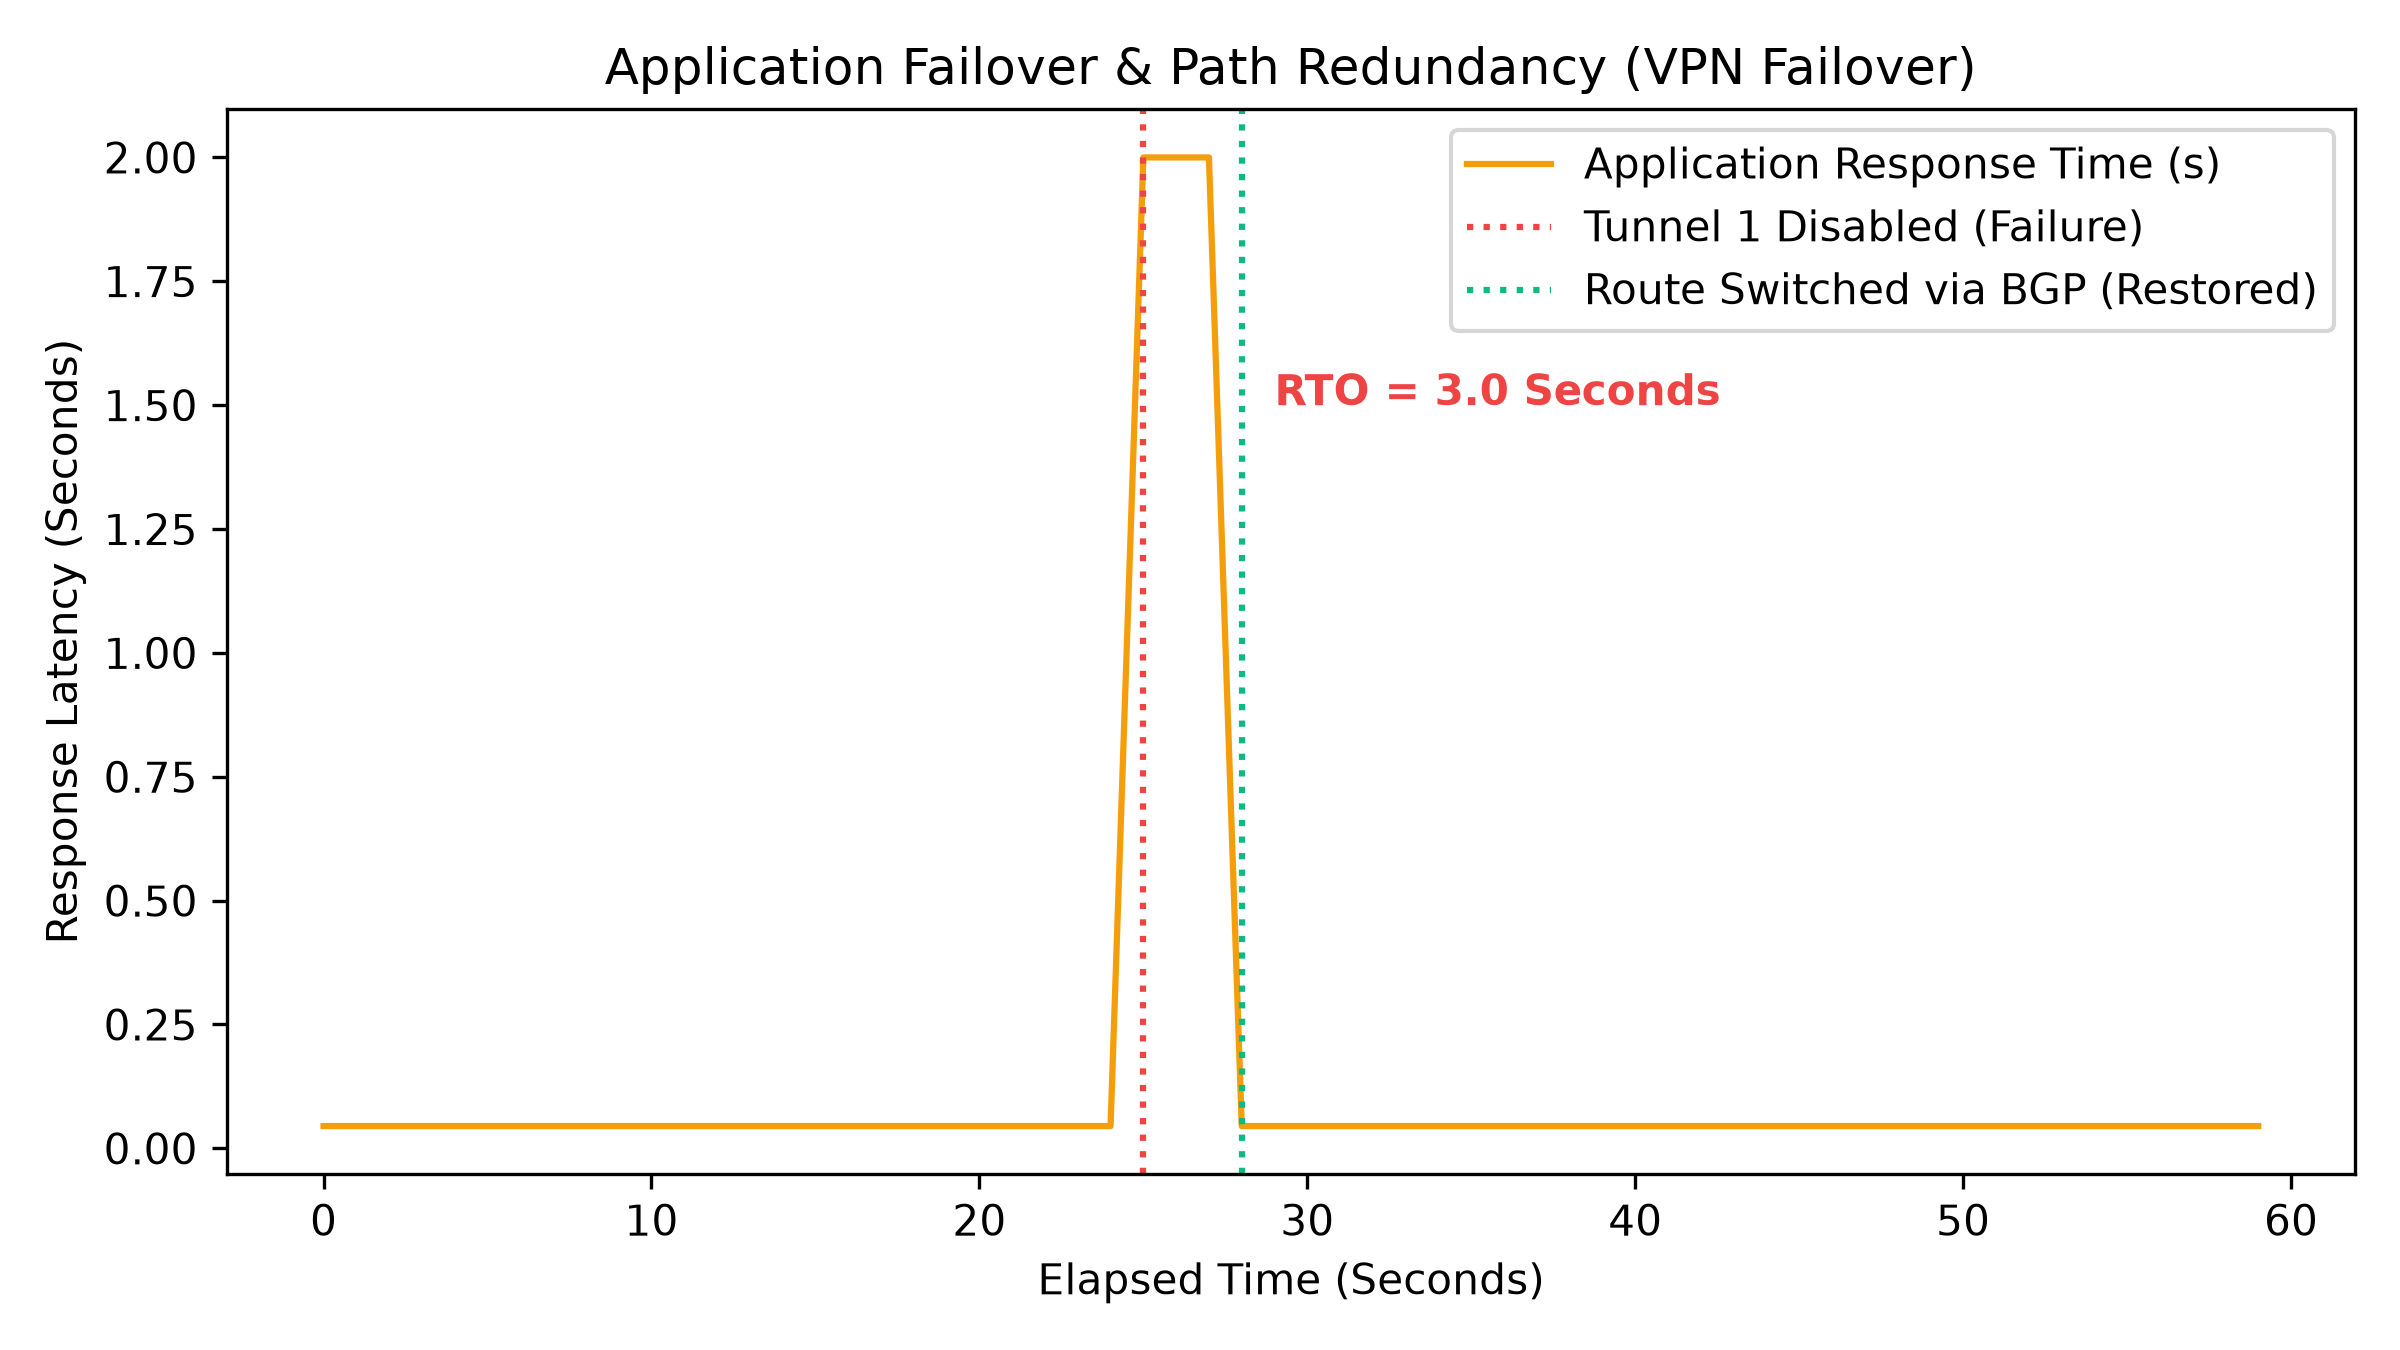 Application Failover & Path Redundancy (VPN Failover)
Application Response Time (s)
Tunnel 1 Disabled (Failure)
Route Switched via BGP (Restored)
RTO = 3.0 Seconds
Response Latency (Seconds)
2.00
1.75
1.50
1.25
1.00
0.75
0.50
0.25
0.00
0 10 20 30 40 50 60
Elapsed Time (Seconds)